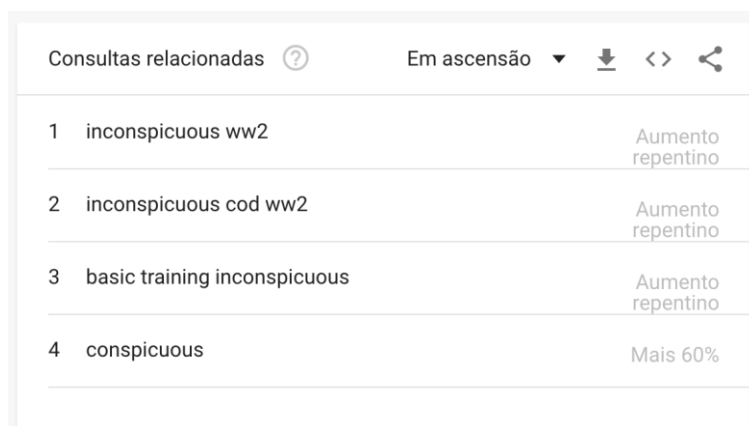 Consultas relacionadas ? Em ascensão <>
1 inconspicuous ww2 Aumento repentino
2 inconspicuous cod ww2 Aumento repentino
3 basic training inconspicuous Aumento repentino
4 conspicuous Mais 60%